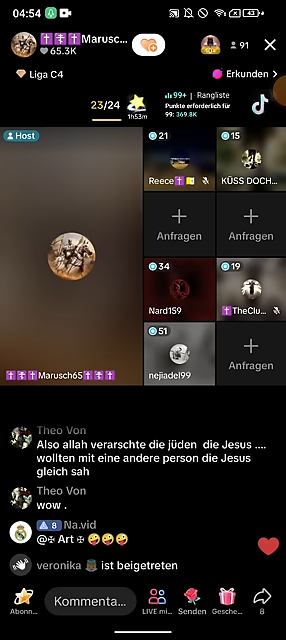 04:54
43
✝️✝️✝️Marusc...
65.3K
91
Liga C4
Erkunden >
23/24
1h53m
99+ | Rangliste
Punkte erforderlich für
99: 369.8K
Host
21
15
Reece✝️
KÜSS DOCH...
+
Anfragen
+
Anfragen
34
19
Nard159
✝️TheClu...
51
nejiadel99
+
Anfragen
✝️✝️✝️Marusch65✝️✝️✝️
Theo Von
Also allah verarschte die jüden die Jesus ....
wollten mit eine andere person die Jesus
gleich sah
Theo Von
wow .
8 Na.vid
@✠ Art ✠ 🤪🤪🤪
veronika ist beigetreten
Abonn...
Kommenta...
LIVE mi...
Senden
Gesche...
8